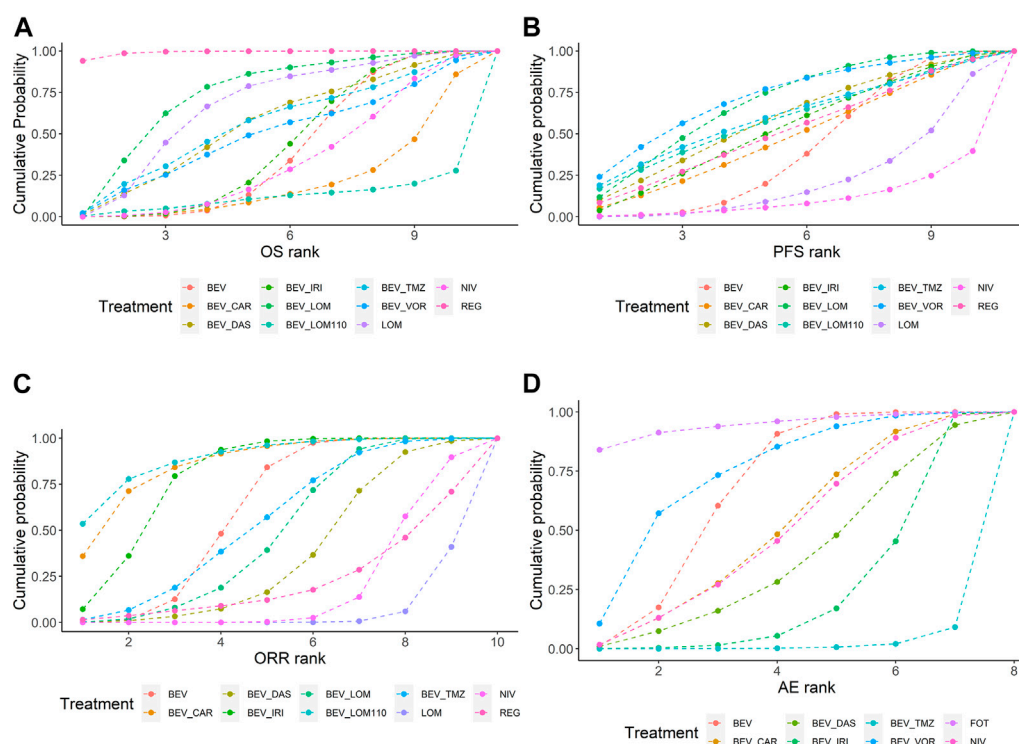 A
B
Cumulative Probability
1.00
0.75
0.50
0.25
0.00
3
6
9
OS rank
Cumulative probability
1.00
0.75
0.50
0.25
0.00
3
6
9
PFS rank
Treatment
BEV
BEV_IRI
BEV_TMZ
NIV
BEV_CAR
BEV_LOM
BEV_VOR
REG
BEV_DAS
BEV_LOM110
LOM
Treatment
BEV
BEV_IRI
BEV_TMZ
NIV
BEV_CAR
BEV_LOM
BEV_VOR
REG
BEV_DAS
BEV_LOM110
LOM
C
D
Cumulative probability
1.00
0.75
0.50
0.25
0.00
2
4
6
8
10
ORR rank
Cumulative probability
1.00
0.75
0.50
0.25
0.00
2
4
6
8
AE rank
Treatment
BEV
BEV_DAS
BEV_LOM
BEV_TMZ
NIV
BEV_CAR
BEV_IRI
BEV_LOM110
LOM
REG
Treatment
BEV
BEV_DAS
BEV_TMZ
FOT
BEV_CAR
BEV_IRI
BEV_VOR
NIV